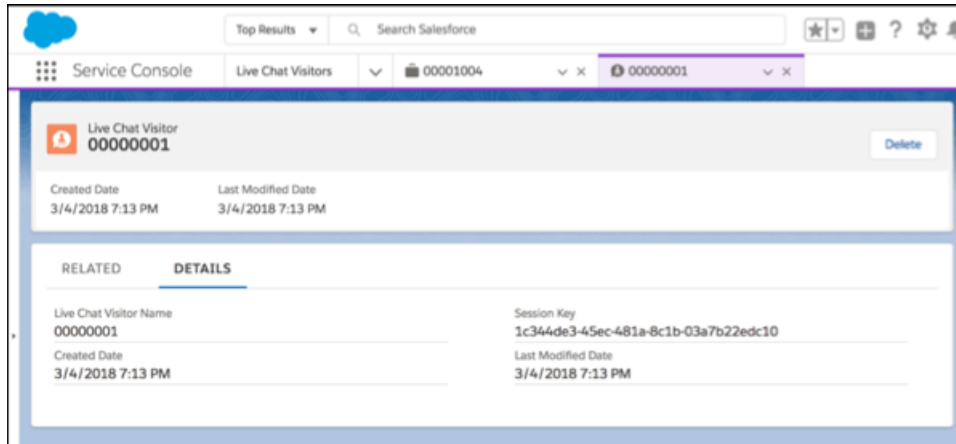 Top Results Search Salesforce
Service Console Live Chat Visitors 00001004 00000001
Live Chat Visitor
00000001
Delete
Created Date Last Modified Date
3/4/2018 7:13 PM 3/4/2018 7:13 PM
RELATED DETAILS
Live Chat Visitor Name Session Key
00000001 1c344de3-45ec-481a-8c1b-03a7b22edc10
Created Date Last Modified Date
3/4/2018 7:13 PM 3/4/2018 7:13 PM